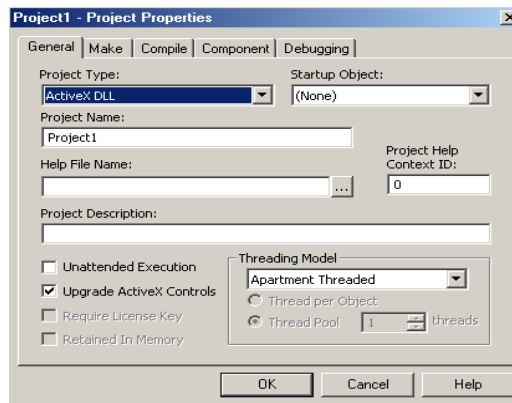 Project1 - Project Properties
General Make Compile Component Debugging
Project Type:
ActiveX DLL
Startup Object:
(None)
Project Name:
Project1
Help File Name:
...
Project Help
Context ID:
0
Project Description:
Unattended Execution
Upgrade ActiveX Controls
Require License Key
Retained In Memory
Threading Model
Apartment Threaded
Thread per Object
Thread Pool 1 threads
OK Cancel Help